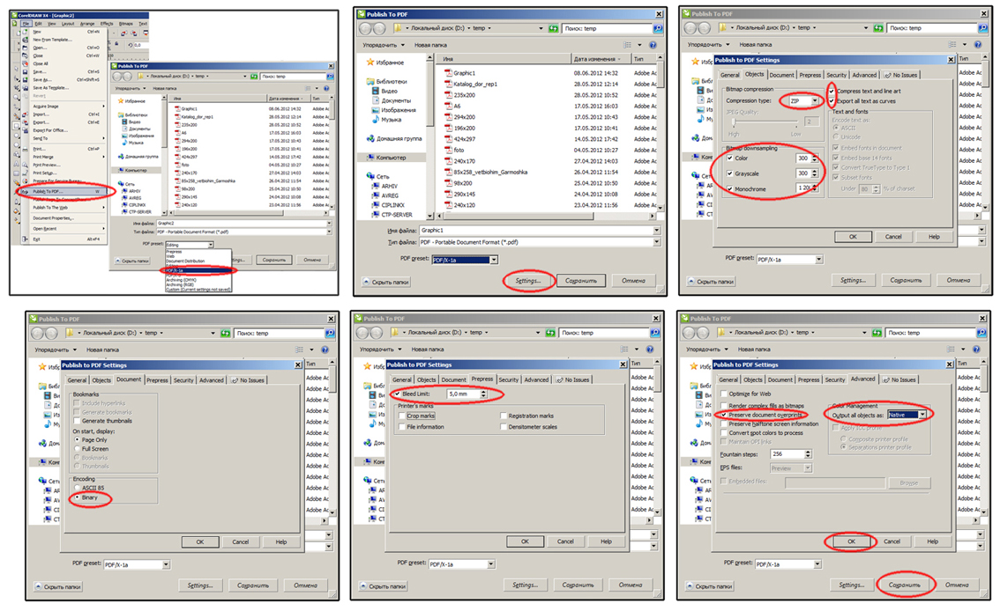 CorelDRAW X4 - [Graphic2]
File Edit View Layout Arrange Effects Bitmaps Text
New Ctrl+N
New From Template...
Open... Ctrl+O
Close
Close All
Save... Ctrl+S
Save As... Ctrl+Shift+S
Save As Template...
Revert
Acquire Image
Import... Ctrl+I
Export... Ctrl+E
Export For Office...
Send To
Print... Ctrl+P
Print Merge
Print Preview...
Print Setup...
Prepare For Service Bureau...
Publish To PDF...
Publish To The Web
Document Properties...
Open Recent
Exit Alt+F4
Publish To PDF
Локальный диск (D:) temp
Поиск: temp
Упорядочить Новая папка
Избранное
Библиотеки
Видео
Документы
Изображения
Музыка
Домашняя группа
Компьютер
Сеть
ARHIV
AVREG
CIPLINKX
CTP-SERVER
Имя Дата изменения Тип
Graphic1 08.06.2012 14:32
Katalog_dor_rep1 28.05.2012 12:14
235x200 28.05.2012 10:52
A6 17.05.2012 16:03
294x200 17.05.2012 10:43
196x200 17.05.2012 10:41
424x297 14.05.2012 17:42
foto 04.05.2012 10:27
240x170 27.04.2012 14:03
85x258_vetbiohim_Garmoshka 26.04.2012 11:54
98x200 26.04.2012 10:50
290x145 24.04.2012 10:08
240x120 23.04.2012 11:56
Имя файла: Graphic2
Тип файла: PDF - Portable Document Format (*.pdf)
PDF preset: Editing
Prepress
Web
Document Distribution
PDF/X-1a
Archiving (CMYK)
Archiving (RGB)
Custom (Current settings not saved)
Скрыть папки Сохранить Отмена
Publish To PDF
Локальный диск (D:) temp
Поиск: temp
Упорядочить Новая папка
Избранное
Библиотеки
Видео
Документы
Изображения
Музыка
Домашняя группа
Компьютер
Сеть
ARHIV
AVREG
CIPLINKX
CTP-SERVER
Имя Дата изменения Тип
Graphic1 08.06.2012 14:32 Adobe Ac
Katalog_dor_rep1 28.05.2012 12:14 Adobe Ac
235x200 28.05.2012 10:52 Adobe Ac
A6 17.05.2012 16:03 Adobe Ac
294x200 17.05.2012 10:43 Adobe Ac
196x200 17.05.2012 10:41 Adobe Ac
424x297 14.05.2012 17:42 Adobe Ac
foto 04.05.2012 10:27 Adobe Ac
240x170 27.04.2012 14:03 Adobe Ac
85x258_vetbiohim_Garmoshka 26.04.2012 11:54 Adobe Ac
98x200 26.04.2012 10:50 Adobe Ac
290x145 24.04.2012 10:08 Adobe Ac
240x120 23.04.2012 11:56 Adobe Ac
Имя файла: Graphic1
Тип файла: PDF - Portable Document Format (*.pdf)
PDF preset: PDF/X-1a
Settings...
Сохранить
Отмена
Скрыть папки
Publish To PDF
Локальный диск (D:) temp
Поиск: temp
Упорядочить Новая папка
Publish to PDF Settings
General Objects Document Prepress Security Advanced No Issues
Bitmap compression
Compression type: ZIP
JPEG Quality: 2
High Low
Compress text and line art
Export all text as curves
Text and fonts
Encode text as:
ASCII
Unicode
Embed fonts in document
Embed base 14 fonts
Convert TrueType to Type 1
Subset fonts
Under 80 % of charset
Bitmap downsampling
Color 300
Grayscale 300
Monochrome
OK Cancel Help
PDF preset: PDF/X-1a
Скрыть папки Settings... Сохранить Отмена
Publish To PDF
Локальный диск (D:) temp
Поиск: temp
Упорядочить Новая папка
Publish to PDF Settings
General Objects Document Prepress Security Advanced No Issues
Bookmarks
Include hyperlinks
Generate bookmarks
Generate thumbnails
On start, display:
Page Only
Full Screen
Bookmarks
Thumbnails
Encoding
ASCII 85
Binary
OK Cancel Help
PDF preset: PDF/X-1a
Скрыть папки Settings... Сохранить Отмена
Publish To PDF
Локальный диск (D:) temp
Поиск: temp
Упорядочить Новая папка
Publish to PDF Settings
General Objects Document Prepress Security Advanced No Issues
Bleed Limit: 5,0 mm
Printer's marks
Crop marks Registration marks
File information Densitometer scales
OK Cancel Help
PDF preset: PDF/X-1a
Скрыть папки Settings... Сохранить Отмена
Publish To PDF
Локальный диск (D:) temp
Поиск: temp
Упорядочить Новая папка
Publish to PDF Settings
General Objects Document Prepress Security Advanced No Issues
Optimize for Web
Render complex fills as bitmaps
Preserve document overprints
Preserve halftone screen information
Convert spot colors to process
Maintain OPI links
Fountain steps: 256
EPS files: Preview
Embedded files: Browse
Color Management
Output all objects as: Native
Apply ICC profile
Composite printer profile
Separations printer profile
OK Cancel Help
PDF preset: PDF/X-1a
Скрыть папки Settings... Сохранить Отмена